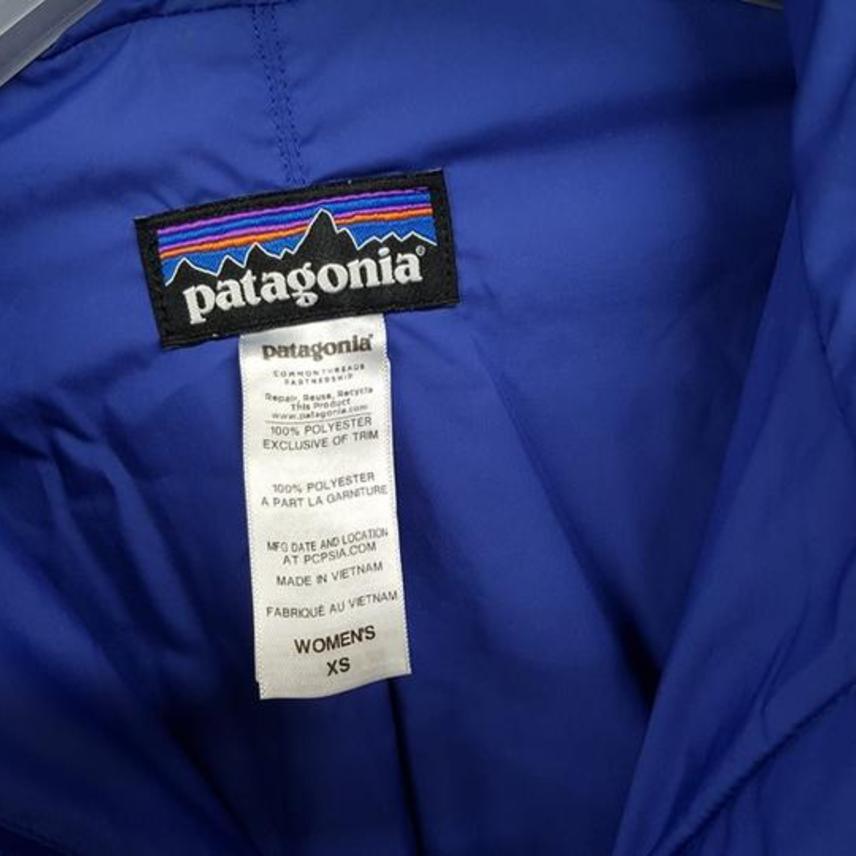 patagonia®
patagonia®
COMMON THREADS
PARTNERSHIP
Repair, Reuse, Recycle
This Product
www.patagonia.com
100% POLYESTER
EXCLUSIVE OF TRIM
100% POLYESTER
A PART LA GARNITURE
MFG DATE AND LOCATION
AT PCPSIA.COM
MADE IN VIETNAM
FABRIQUÉ AU VIETNAM
WOMEN'S
XS